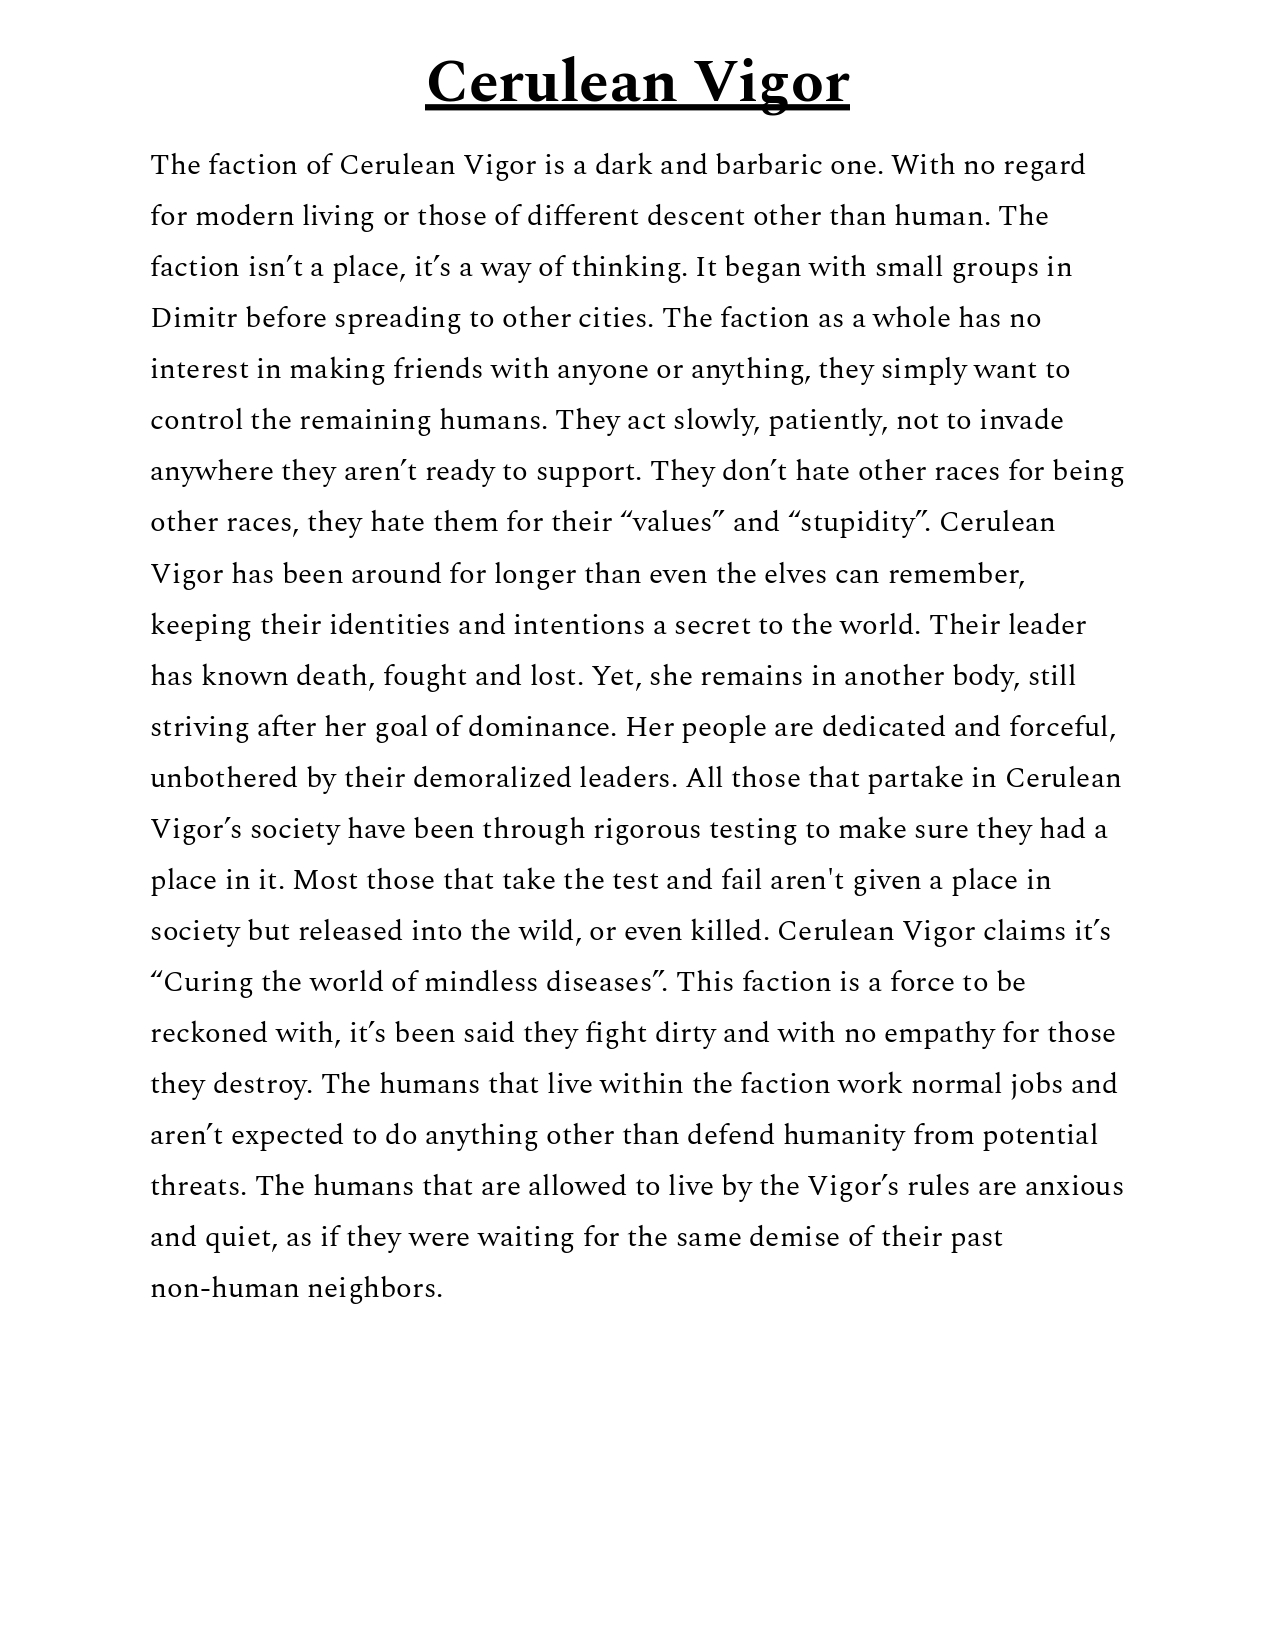 Cerulean Vigor
The faction of Cerulean Vigor is a dark and barbaric one. With no regard
for modern living or those of different descent other than human. The
faction isn’t a place, it’s a way of thinking. It began with small groups in
Dimitr before spreading to other cities. The faction as a whole has no
interest in making friends with anyone or anything, they simply want to
control the remaining humans. They act slowly, patiently, not to invade
anywhere they aren’t ready to support. They don’t hate other races for being
other races, they hate them for their “values” and “stupidity”. Cerulean
Vigor has been around for longer than even the elves can remember,
keeping their identities and intentions a secret to the world. Their leader
has known death, fought and lost. Yet, she remains in another body, still
striving after her goal of dominance. Her people are dedicated and forceful,
unbothered by their demoralized leaders. All those that partake in Cerulean
Vigor’s society have been through rigorous testing to make sure they had a
place in it. Most those that take the test and fail aren't given a place in
society but released into the wild, or even killed. Cerulean Vigor claims it’s
“Curing the world of mindless diseases”. This faction is a force to be
reckoned with, it’s been said they fight dirty and with no empathy for those
they destroy. The humans that live within the faction work normal jobs and
aren’t expected to do anything other than defend humanity from potential
threats. The humans that are allowed to live by the Vigor’s rules are anxious
and quiet, as if they were waiting for the same demise of their past
non-human neighbors.